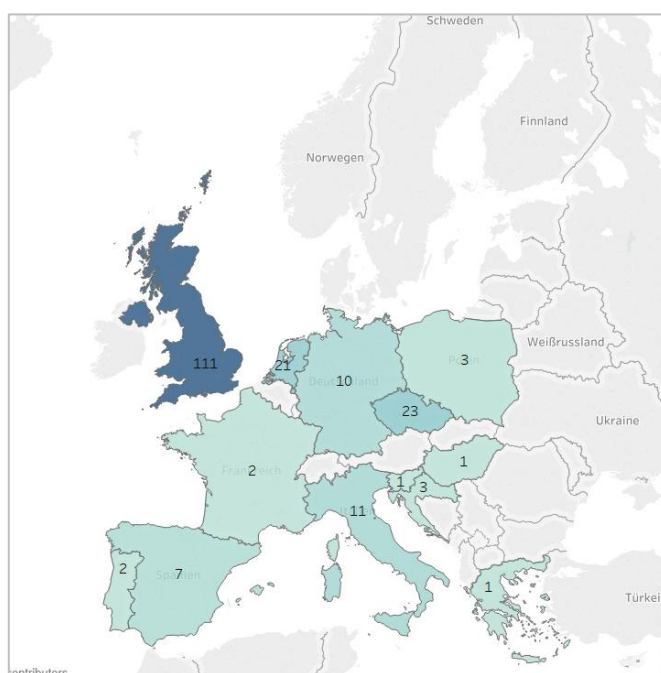 Schweden
Finnland
Norwegen
Weißrussland
3
111
21
Deutschland
10
23
Ukraine
Frankreich
2
1
1
3
11
2
7
Spanien
1
Türkei
ontributors